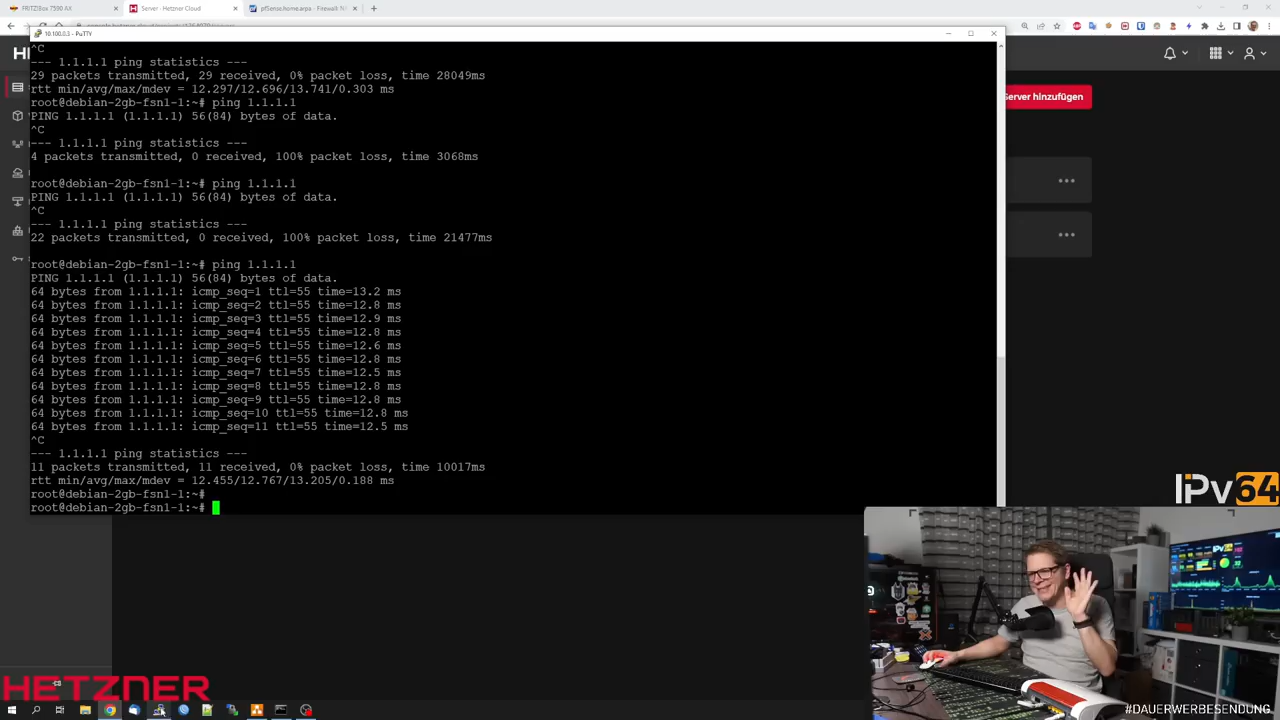 FRITZ!Box 7590 AX
Server · Hetzner Cloud
pfSense.home.arpa - Firewall: N
10.100.0.3 - PuTTY
^C
--- 1.1.1.1 ping statistics ---
29 packets transmitted, 29 received, 0% packet loss, time 28049ms
rtt min/avg/max/mdev = 12.297/12.696/13.741/0.303 ms
root@debian-2gb-fsn1-1:~# ping 1.1.1.1
PING 1.1.1.1 (1.1.1.1) 56(84) bytes of data.
^C
--- 1.1.1.1 ping statistics ---
4 packets transmitted, 0 received, 100% packet loss, time 3068ms
root@debian-2gb-fsn1-1:~# ping 1.1.1.1
PING 1.1.1.1 (1.1.1.1) 56(84) bytes of data.
^C
--- 1.1.1.1 ping statistics ---
22 packets transmitted, 0 received, 100% packet loss, time 21477ms
root@debian-2gb-fsn1-1:~# ping 1.1.1.1
PING 1.1.1.1 (1.1.1.1) 56(84) bytes of data.
64 bytes from 1.1.1.1: icmp_seq=1 ttl=55 time=13.2 ms
64 bytes from 1.1.1.1: icmp_seq=2 ttl=55 time=12.8 ms
64 bytes from 1.1.1.1: icmp_seq=3 ttl=55 time=12.9 ms
64 bytes from 1.1.1.1: icmp_seq=4 ttl=55 time=12.8 ms
64 bytes from 1.1.1.1: icmp_seq=5 ttl=55 time=12.6 ms
64 bytes from 1.1.1.1: icmp_seq=6 ttl=55 time=12.8 ms
64 bytes from 1.1.1.1: icmp_seq=7 ttl=55 time=12.5 ms
64 bytes from 1.1.1.1: icmp_seq=8 ttl=55 time=12.8 ms
64 bytes from 1.1.1.1: icmp_seq=9 ttl=55 time=12.8 ms
64 bytes from 1.1.1.1: icmp_seq=10 ttl=55 time=12.8 ms
64 bytes from 1.1.1.1: icmp_seq=11 ttl=55 time=12.5 ms
^C
--- 1.1.1.1 ping statistics ---
11 packets transmitted, 11 received, 0% packet loss, time 10017ms
rtt min/avg/max/mdev = 12.455/12.767/13.205/0.188 ms
root@debian-2gb-fsn1-1:~#
root@debian-2gb-fsn1-1:~#
Server hinzufügen
IPv64
HETZNER
#DAUERWERBESENDUNG